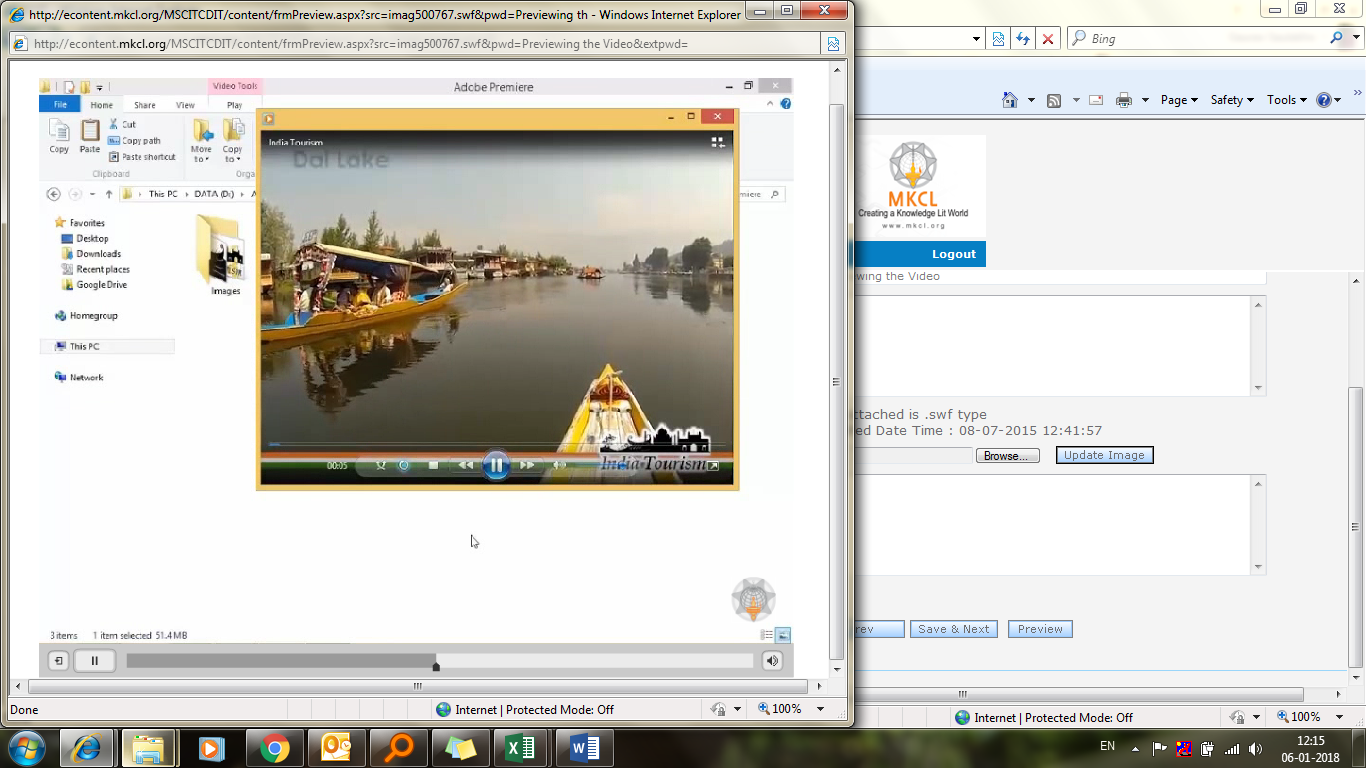 http://econtent.mkcl.org/MSCITCDIT/content/frmPreview.aspx?src=imag500767.swf&pwd=Previewing th - Windows Internet Explorer
http://econtent.mkcl.org/MSCITCDIT/content/frmPreview.aspx?src=imag500767.swf&pwd=Previewing the Video&extpwd=
Bing
Page Safety Tools
Video Tools
Adobe Premiere
File Home Share View Play
Copy Paste
Cut
Copy path
Paste shortcut
More to
Copy to
Clipboard
Orga
This PC DATA (D:) A
miere
Favorites
Desktop
Downloads
Recent places
Google Drive
Homegroup
This PC
Network
Images
India Tourism
Dal Lake
00:05
India Tourism
3 items 1 item selected 51.4 MB
Done
Internet | Protected Mode: Off
100%
MKCL
Creating a Knowledge Lit World
www.mkcl.org
Logout
wing the Video
ttached is .swf type
ed Date Time : 08-07-2015 12:41:57
Browse...
Update Image
rev
Save & Next
Preview
Internet | Protected Mode: Off
100%
EN
12:15
06-01-2018